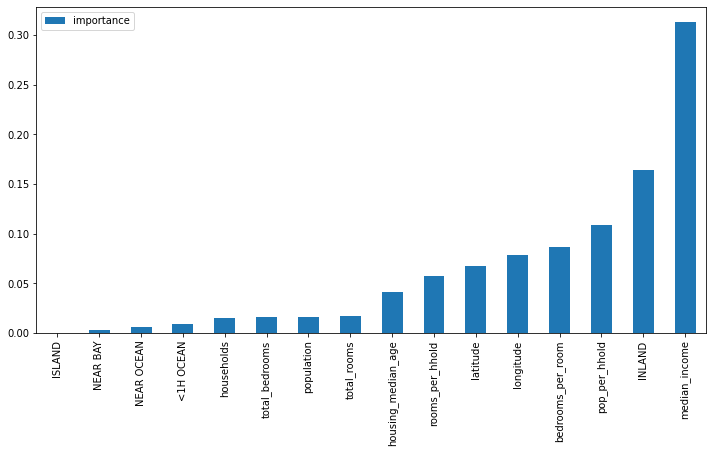 importance
0.30
0.25
0.20
0.15
0.10
0.05
0.00
ISLAND
NEAR BAY
NEAR OCEAN
<1H OCEAN
households
total_bedrooms
population
total_rooms
housing_median_age
rooms_per_hhold
latitude
longitude
bedrooms_per_room
pop_per_hhold
INLAND
median_income